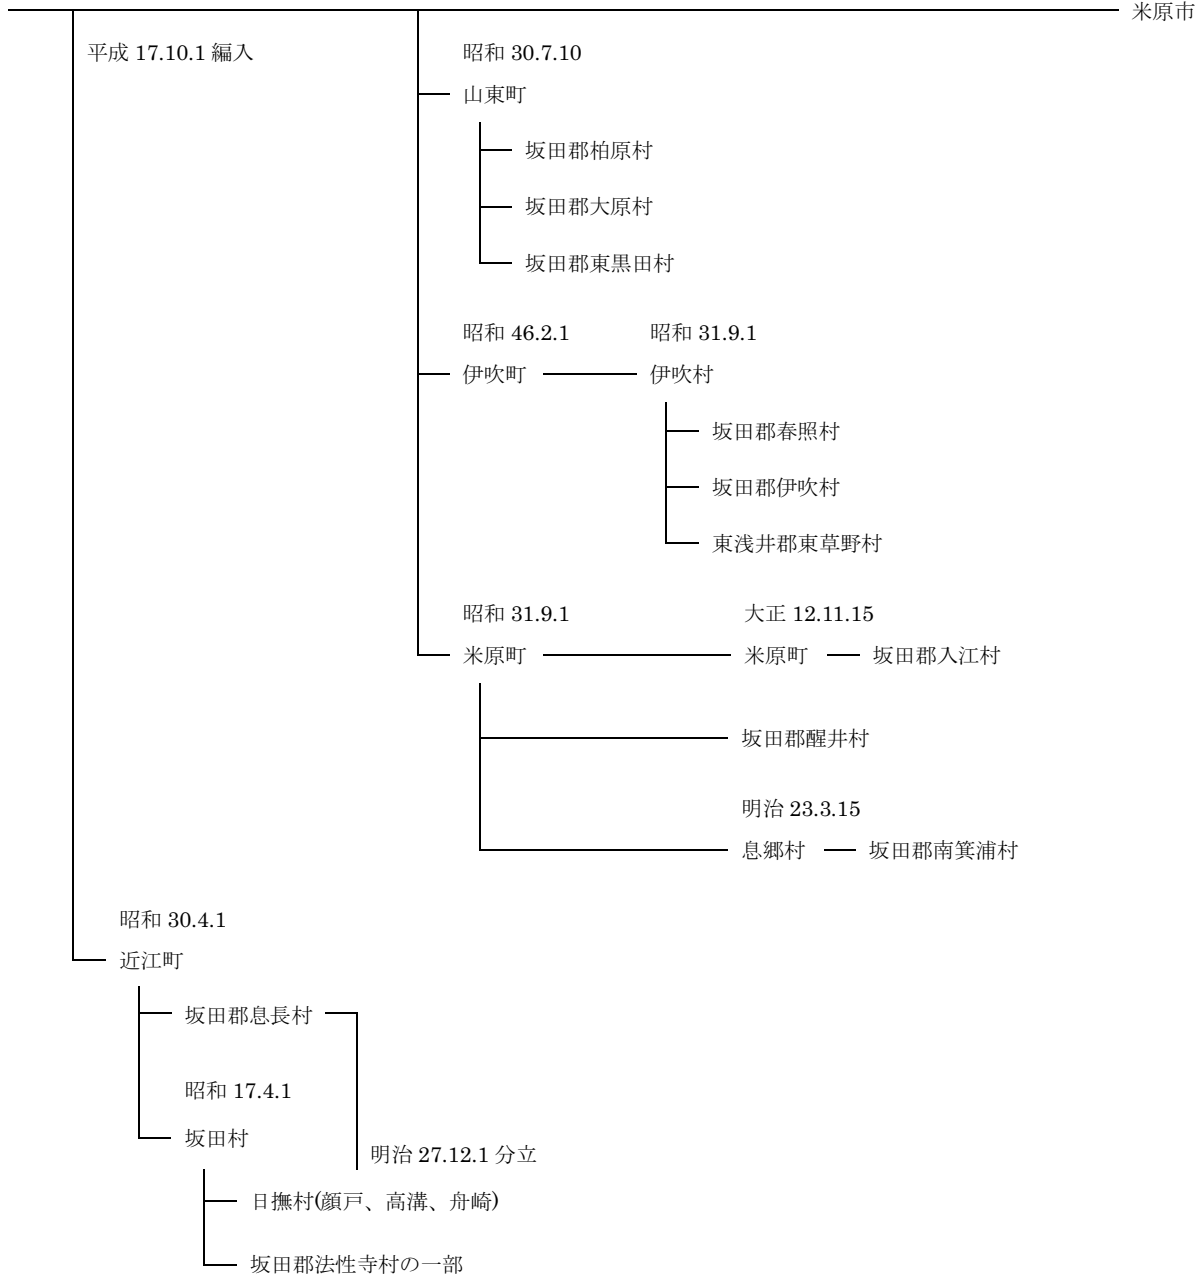 米原市
平成 17.10.1 編入
昭和 30.7.10
山東町
坂田郡柏原村
坂田郡大原村
坂田郡東黒田村
昭和 46.2.1 昭和 31.9.1
伊吹町 伊吹村
坂田郡春照村
坂田郡伊吹村
東浅井郡東草野村
昭和 31.9.1 大正 12.11.15
米原町 米原町 坂田郡入江村
坂田郡醒井村
明治 23.3.15
息郷村 坂田郡南箕浦村
昭和 30.4.1
近江町
坂田郡息長村
昭和 17.4.1
坂田村
明治 27.12.1 分立
日撫村(顔戸、高溝、舟崎)
坂田郡法性寺村の一部